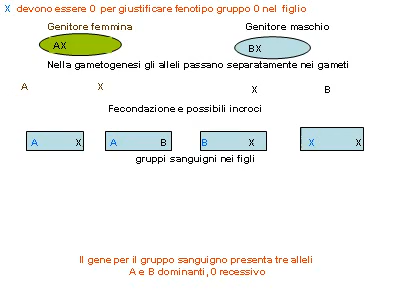 X devono essere 0 per giustificare fenotipo gruppo 0 nel figlio
Genitore femmina Genitore maschio
AX BX
Nella gametogenesi gli alleli passano separatamente nei gameti
A X X B
Fecondazione e possibili incroci
A X A B B X X X
gruppi sanguigni nei figli
Il gene per il gruppo sanguigno presenta tre alleli
A e B dominanti, 0 recessivo